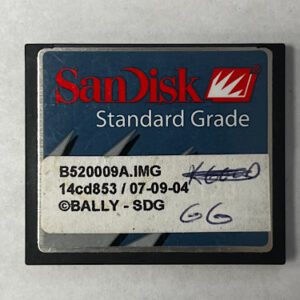 SanDisk
Standard Grade
B520009A.IMG
14cd853 / 07-09-04
©BALLY - SDG
GG